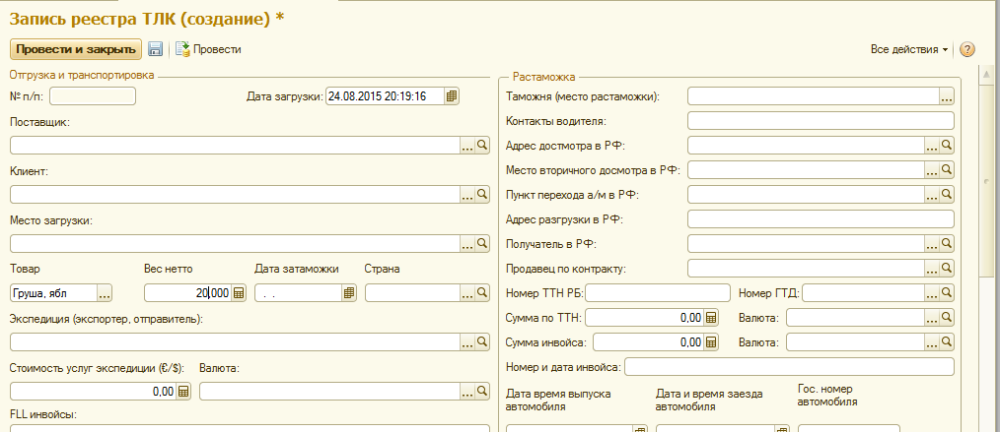 Запись реестра ТЛК (создание) *
Провести и закрыть Провести Все действия ?
Отгрузка и транспортировка
№ п/п: Дата загрузки: 24.08.2015 20:19:16
Поставщик:
...
Клиент:
...
Место загрузки:
...
Товар Вес нетто Дата затаможки Страна
Груша, ябл ... 20,000 . . ...
Экспедиция (экспортер, отправитель):
...
Стоимость услуг экспедиции (€/$): Валюта:
0,00 ...
FLL инвойсы:
Растаможка
Таможня (место растаможки): ...
Контакты водителя:
Адрес достмотра в РФ: ...
Место вторичного досмотра в РФ: ...
Пункт перехода а/м в РФ: ...
Адрес разгрузки в РФ:
Получатель в РФ: ...
Продавец по контракту: ...
Номер ТТН РБ: Номер ГТД: ...
Сумма по ТТН: 0,00 Валюта: ...
Сумма инвойса: 0,00 Валюта: ...
Номер и дата инвойса:
Дата время выпуска
автомобиля
Дата и время заезда
автомобиля
Гос. номер
автомобиля